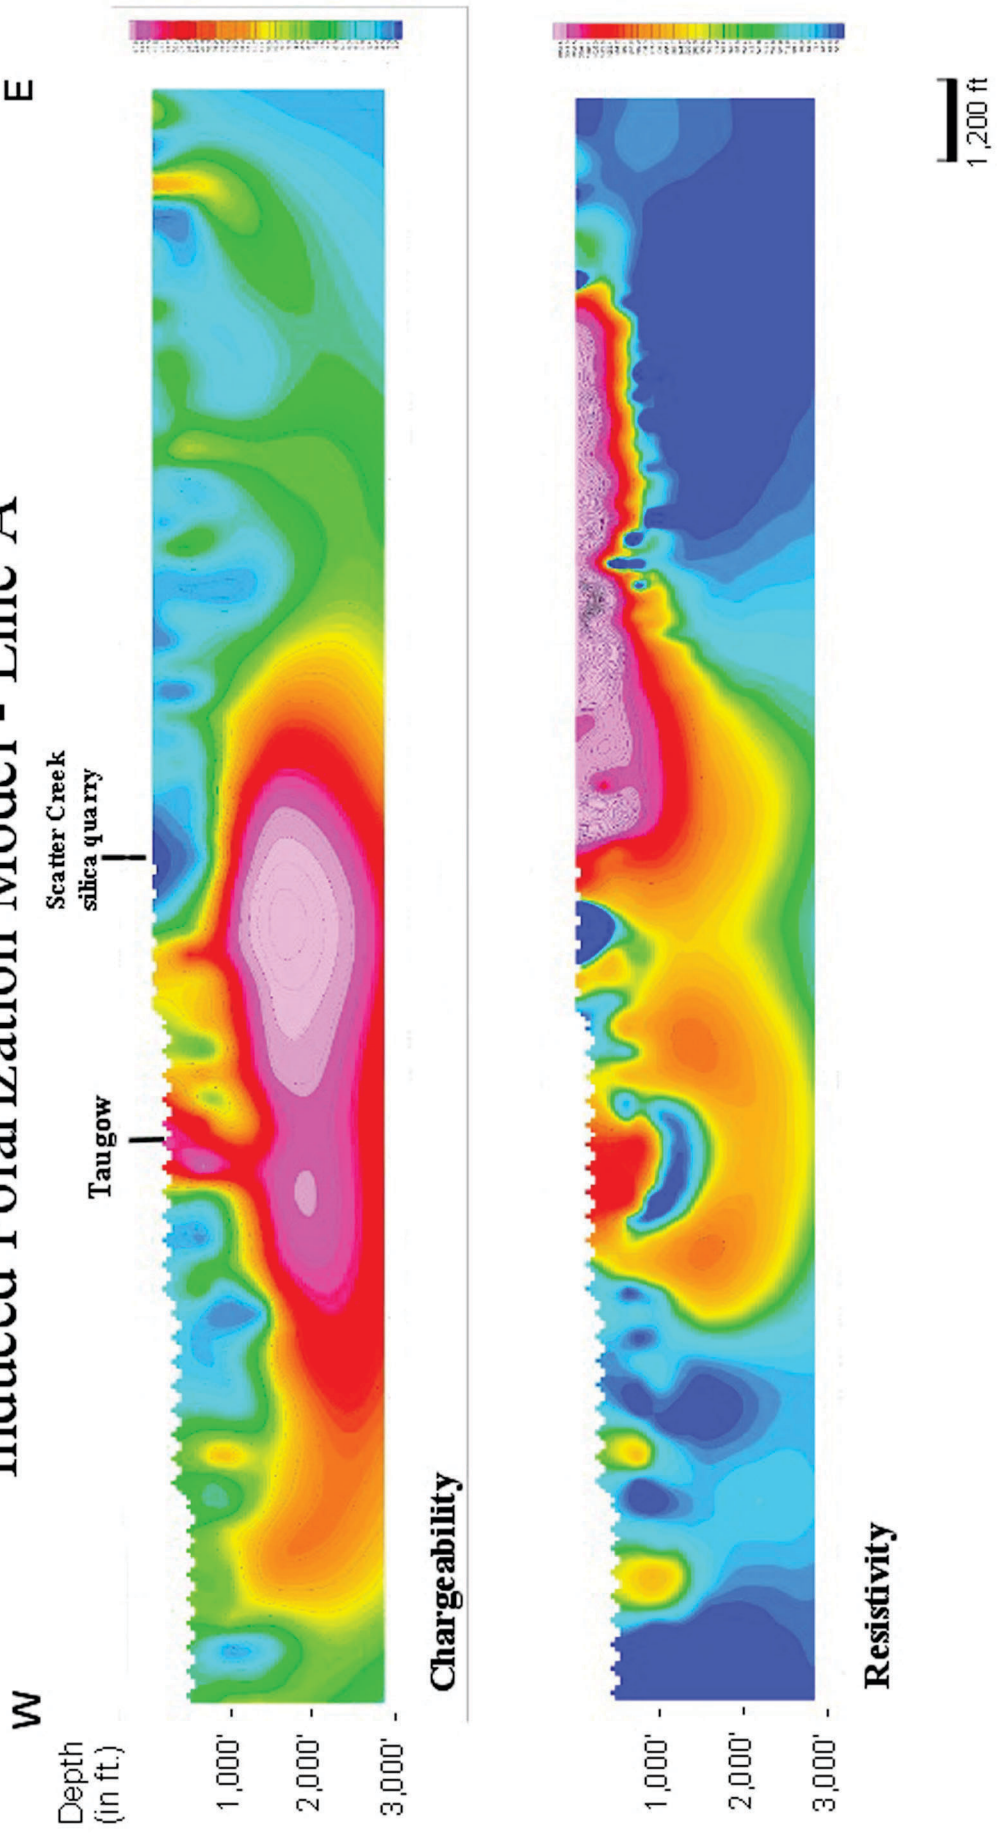 Induced Polarization Model - Line A
W
E
Scatter Creek
silica quarry
Taugow
Depth
(in ft.)
1,000'
2,000'
3,000'
Chargeability
1,000'
2,000'
3,000'
Resistivity
1,200 ft